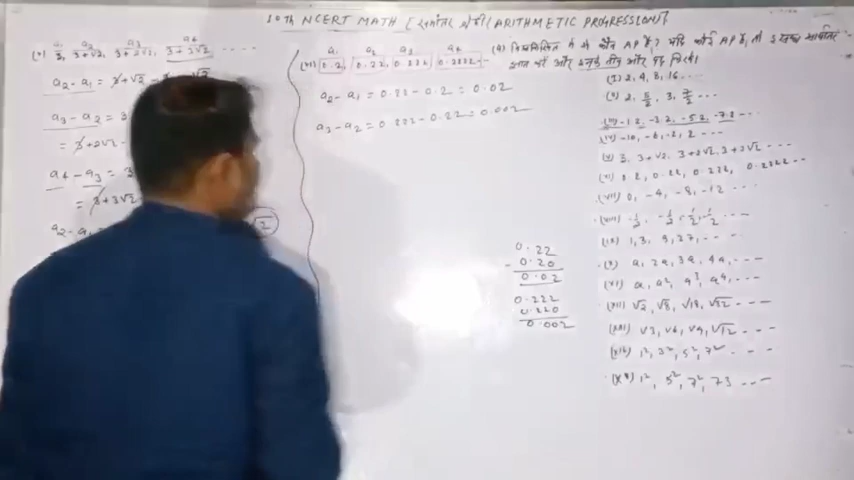 10th NCERT MATH [समांतर श्रेणी (ARITHMETIC PROGRESSION)]
a₁ a₂ a₃ a₄
(v) 3, 3+√2, 3+2√2, 3+3√2 ....
a₂ - a₁ = 3+√2
a₃ - a₂ = 3
= 3+2√2 -
a₄ - a₃ = 3
= 3+3√2
√2
a₂ - a₁ =
a₁ a₂ a₃ a₄
(vi) 0.2, 0.22, 0.222, 0.2222 --
a₂ - a₁ = 0.22 - 0.2 = 0.02
a₃ - a₂ = 0.222 - 0.22 = 0.002
0.22
- 0.20
0.02
0.222
0.220
0.002
में से कौन AP है? यदि कोई AP है, तो इसका
और इनके तीन और पद लिखें।
(I) 2, 4, 8, 16 ....
(ii) 2, 5/2, 3, 7/2 ....
(iii) -1.2, -3.2, -5.2, -7.2 ....
(iv) -10, -6, -2, 2 ....
(v) 3, 3+√2, 3+2√2, 3+3√2 ....
(vi) 0.2, 0.22, 0.222, 0.2222 ....
(vii) 0, -4, -8, -12 ....
(viii) -1/2, -1/2, -1/2, -1/2 ----
(ix) 1, 3, 9, 27, ----
(x) a, 2a, 3a, 4a, ----
(xi) a, a², a³, a⁴, ----
(xii) √2, √8, √18, √32 ----
(xiii) √3, √6, √9, √12 ----
(xiv) 1², 3², 5², 7² ----
(xv) 1², 5², 7², 73 ----